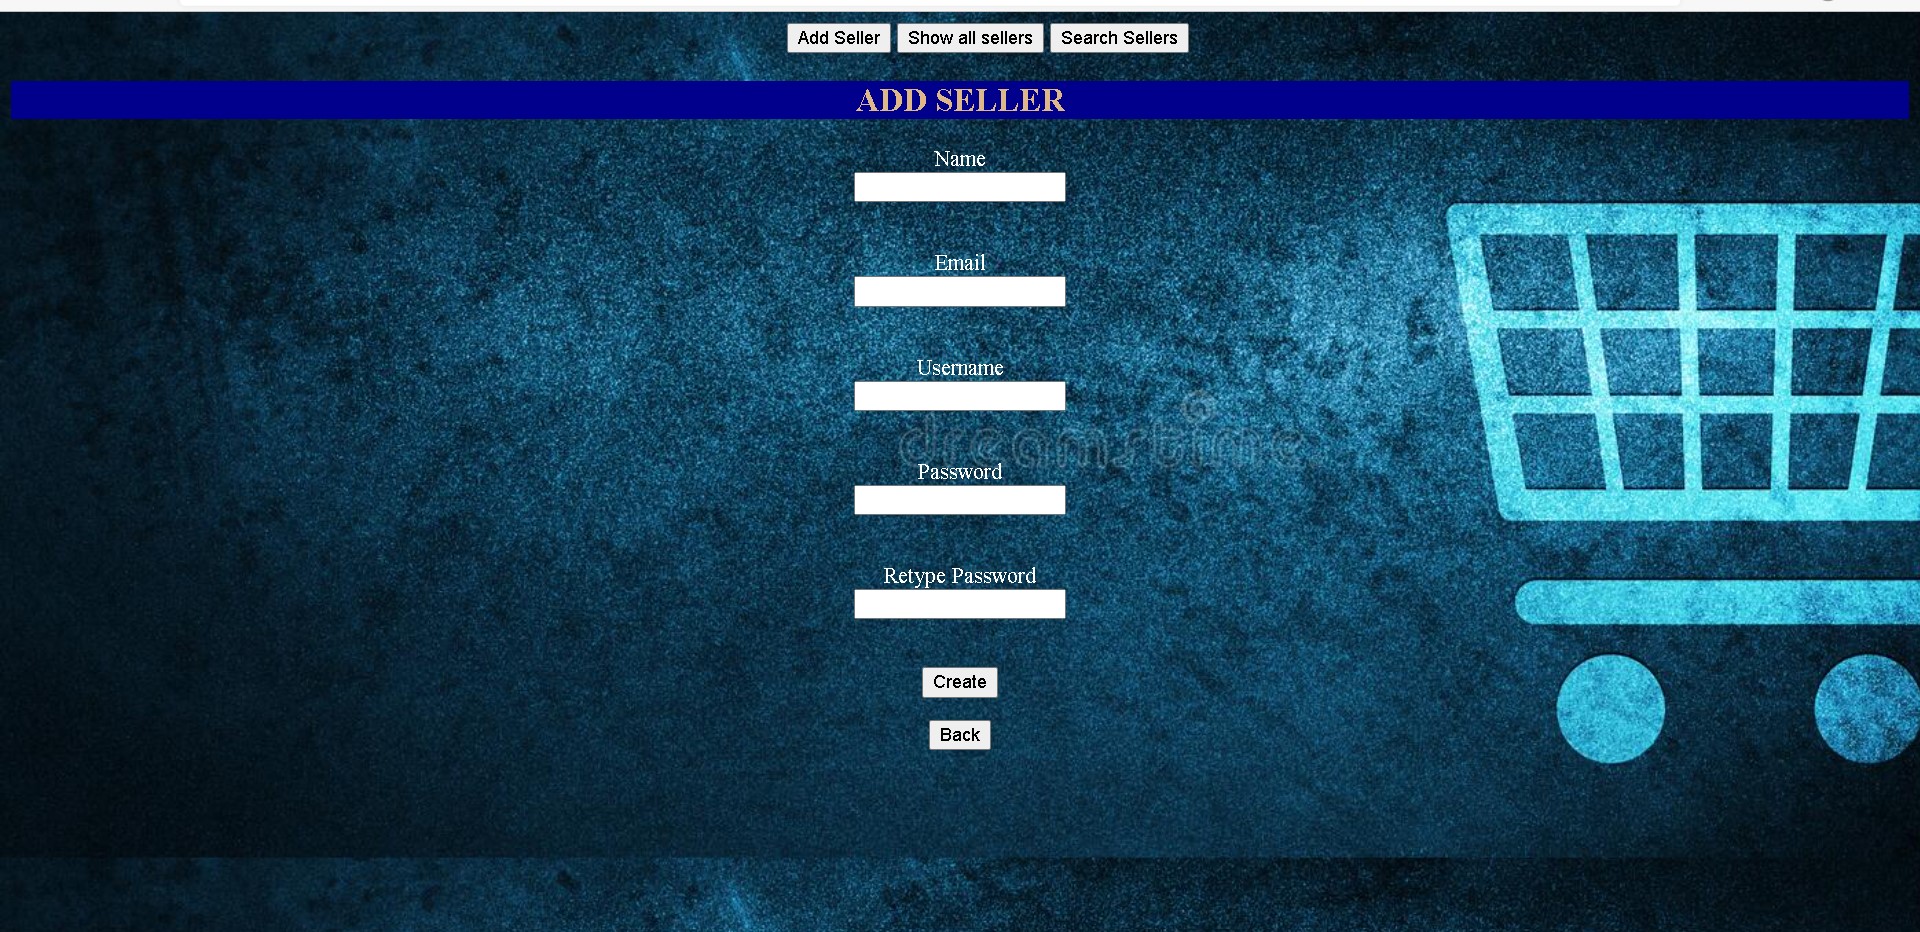 Add Seller Show all sellers Search Sellers
ADD SELLER
Name
Email
Username
dreamstime
Password
Retype Password
Create
Back